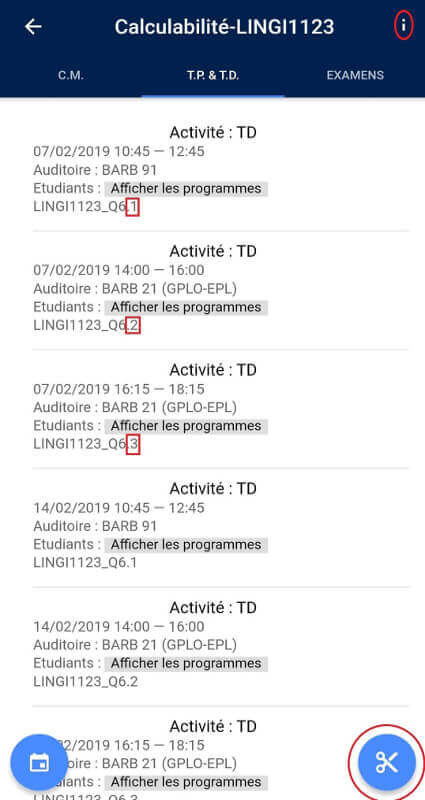 Calculabilité-LINGI1123
C.M.
T.P. & T.D.
EXAMENS
Activité : TD
07/02/2019 10:45 — 12:45
Auditoire : BARB 91
Etudiants : Afficher les programmes
LINGI1123_Q6.1
Activité : TD
07/02/2019 14:00 — 16:00
Auditoire : BARB 21 (GPLO-EPL)
Etudiants : Afficher les programmes
LINGI1123_Q6.2
Activité : TD
07/02/2019 16:15 — 18:15
Auditoire : BARB 21 (GPLO-EPL)
Etudiants : Afficher les programmes
LINGI1123_Q6.3
Activité : TD
14/02/2019 10:45 — 12:45
Auditoire : BARB 91
Etudiants : Afficher les programmes
LINGI1123_Q6.1
Activité : TD
14/02/2019 14:00 — 16:00
Auditoire : BARB 21 (GPLO-EPL)
Etudiants : Afficher les programmes
LINGI1123_Q6.2
Activité : TD
2/2019 16:15 — 18:15
oire : BARB 21 (GPLO-EPL)
diants : Afficher les programmes
LINGI1123_Q6.3